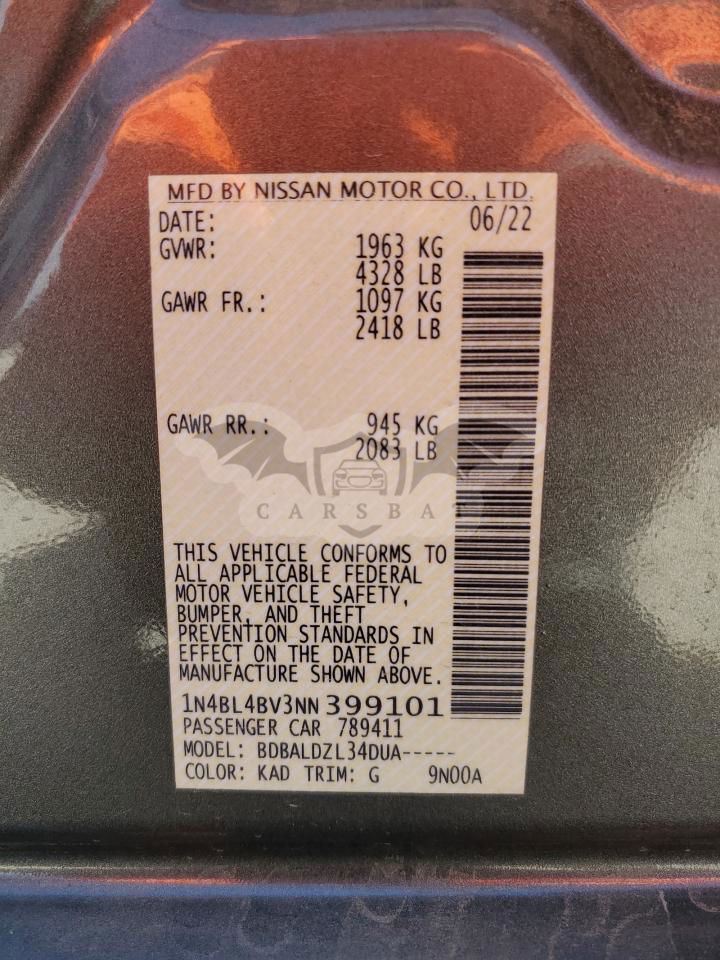 MFD BY NISSAN MOTOR CO., LTD.
DATE: 06/22
GVWR: 1963 KG
4328 LB
GAWR FR.: 1097 KG
2418 LB
GAWR RR.: 945 KG
2083 LB
CARSBAT
THIS VEHICLE CONFORMS TO
ALL APPLICABLE FEDERAL
MOTOR VEHICLE SAFETY,
BUMPER, AND THEFT
PREVENTION STANDARDS IN
EFFECT ON THE DATE OF
MANUFACTURE SHOWN ABOVE.
1N4BL4BV3NN399101
PASSENGER CAR 789411
MODEL: BDBALDZL34DUA-----
COLOR: KAD TRIM: G 9N00A